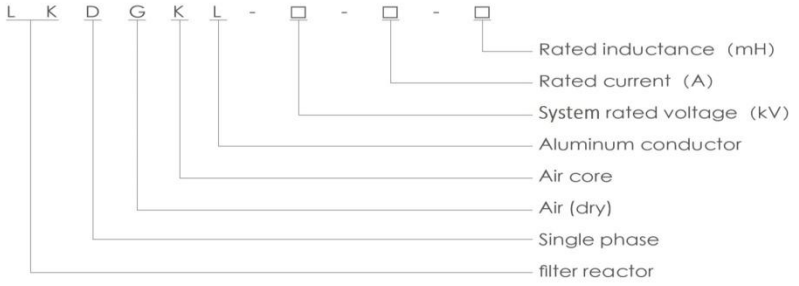 L K D G K L - □ - □ - □
Rated inductance (mH)
Rated current (A)
System rated voltage (kV)
Aluminum conductor
Air core
Air (dry)
Single phase
filter reactor